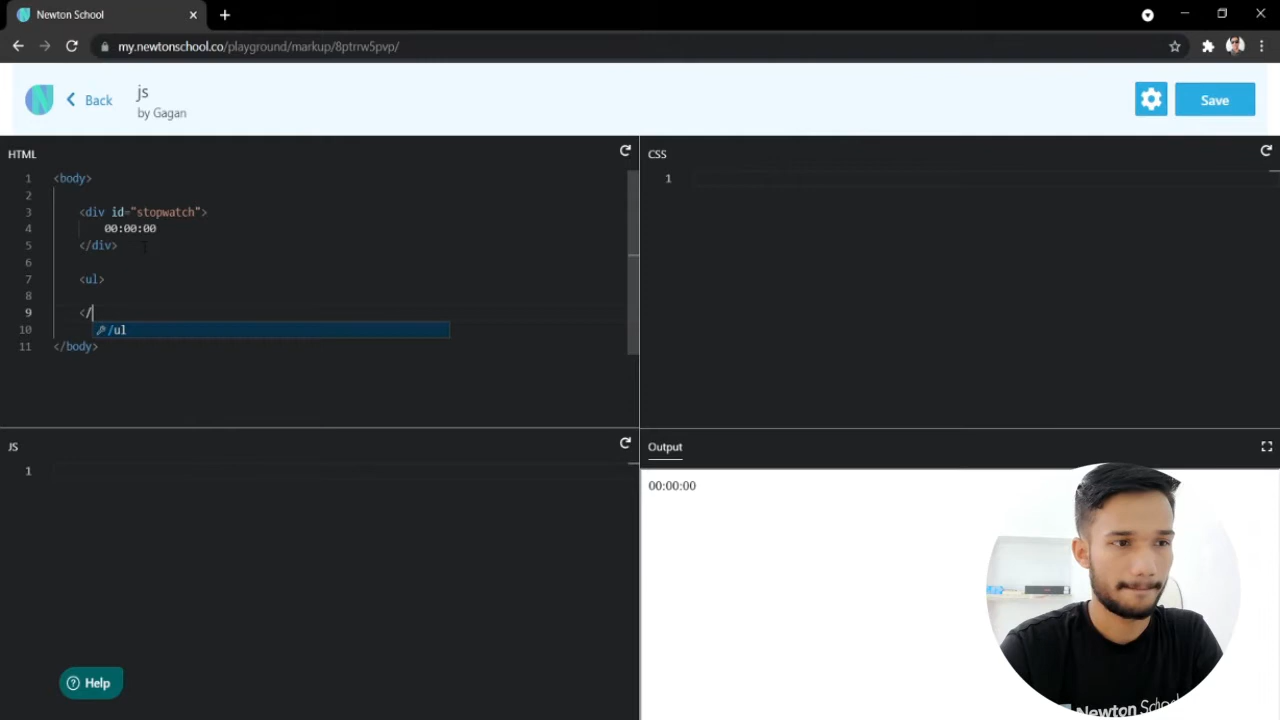 Newton School
my.newtonschool.co/playground/markup/8ptrrw5pvp/
Back
js
by Gagan
Save
HTML
1 <body>
2
3 <div id="stopwatch">
4 00:00:00
5 </div>
6
7 <ul>
8
9 </
10 /ul
11 </body>
CSS
1
JS
1
Output
00:00:00
Help
Newton School